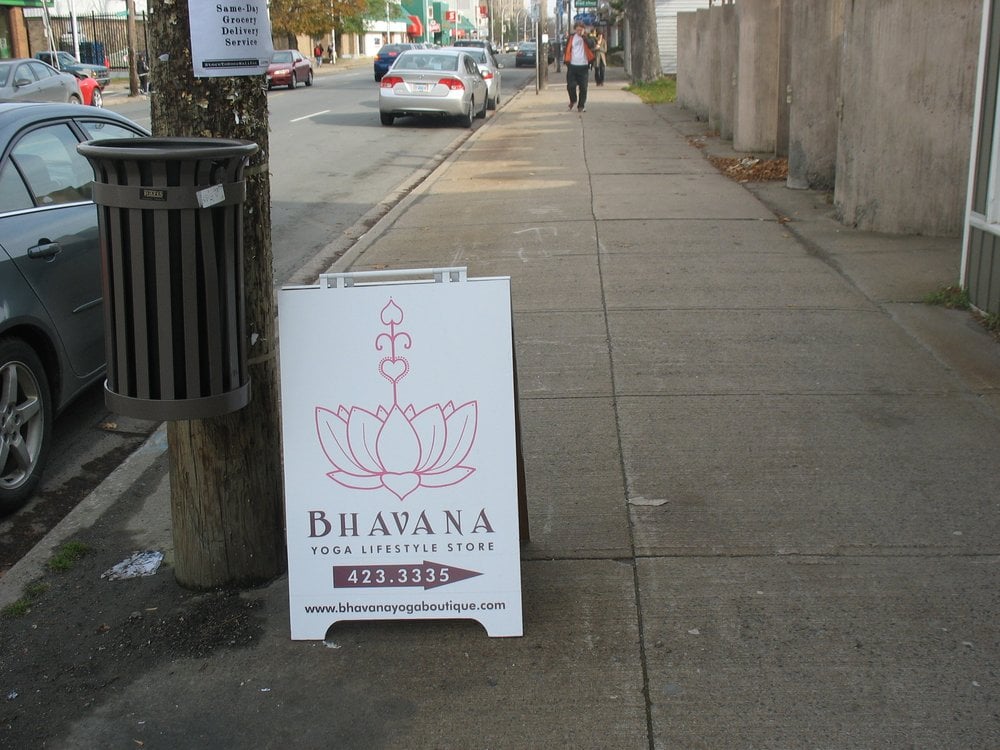 Same-Day
Grocery
Delivery
Service
BHAVANA
YOGA LIFESTYLE STORE
423.3335
www.bhavanayogaboutique.com